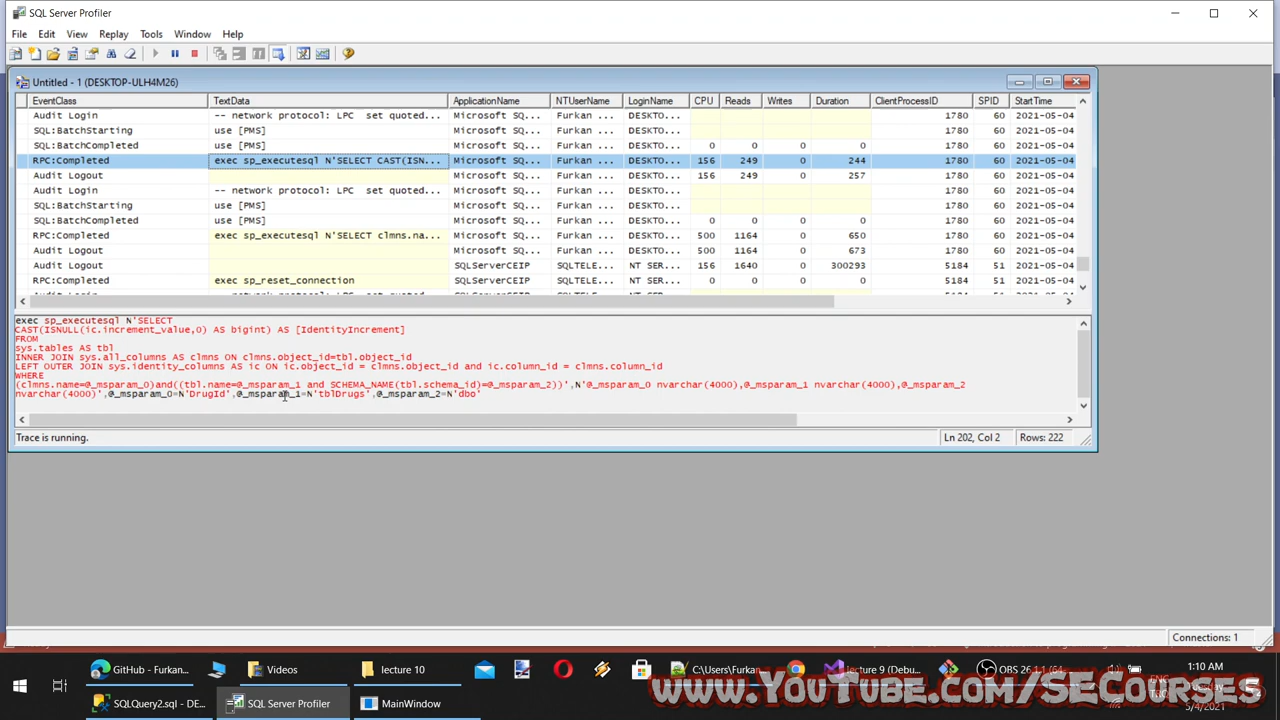 SQL Server Profiler
File Edit View Replay Tools Window Help
Untitled - 1 (DESKTOP-ULH4M26)
EventClass TextData ApplicationName NTUserName LoginName CPU Reads Writes Duration ClientProcessID SPID StartTime
Audit Login -- network protocol: LPC set quoted... Microsoft SQ... Furkan ... DESKTO... 1780 60 2021-05-04
SQL:BatchStarting use [PMS] Microsoft SQ... Furkan ... DESKTO... 1780 60 2021-05-04
SQL:BatchCompleted use [PMS] Microsoft SQ... Furkan ... DESKTO... 0 0 0 0 1780 60 2021-05-04
RPC:Completed exec sp_executesql N'SELECT CAST(ISN... Microsoft SQ... Furkan ... DESKTO... 156 249 0 244 1780 60 2021-05-04
Audit Logout Microsoft SQ... Furkan ... DESKTO... 156 249 0 257 1780 60 2021-05-04
Audit Login -- network protocol: LPC set quoted... Microsoft SQ... Furkan ... DESKTO... 1780 60 2021-05-04
SQL:BatchStarting use [PMS] Microsoft SQ... Furkan ... DESKTO... 1780 60 2021-05-04
SQL:BatchCompleted use [PMS] Microsoft SQ... Furkan ... DESKTO... 0 0 0 0 1780 60 2021-05-04
RPC:Completed exec sp_executesql N'SELECT clmns.na... Microsoft SQ... Furkan ... DESKTO... 500 1164 0 650 1780 60 2021-05-04
Audit Logout Microsoft SQ... Furkan ... DESKTO... 500 1164 0 673 1780 60 2021-05-04
Audit Logout SQLServerCEIP SQLTELE... NT SER... 156 1640 0 300293 5184 51 2021-05-04
RPC:Completed exec sp_reset_connection SQLServerCEIP SQLTELE... NT SER... 0 0 0 0 5184 51 2021-05-04
exec sp_executesql N'SELECT
CAST(ISNULL(ic.increment_value,0) AS bigint) AS [IdentityIncrement]
FROM
sys.tables AS tbl
INNER JOIN sys.all_columns AS clmns ON clmns.object_id=tbl.object_id
LEFT OUTER JOIN sys.identity_columns AS ic ON ic.object_id = clmns.object_id and ic.column_id = clmns.column_id
WHERE
(clmns.name=@_msparam_0)and((tbl.name=@_msparam_1 and SCHEMA_NAME(tbl.schema_id)=@_msparam_2))',N'@_msparam_0 nvarchar(4000),@_msparam_1 nvarchar(4000),@_msparam_2
nvarchar(4000)',@_msparam_0=N'DrugId',@_msparam_1=N'tblDrugs',@_msparam_2=N'dbo'
Trace is running. Ln 202, Col 2 Rows: 222
Connections: 1
GitHub - Furkan... Videos lecture 10 C:\Users\Furkan lecture 9 (Debu... OBS 26.1.1 (64 1:10 AM
SQLQuery2.sql - DE... SQL Server Profiler MainWindow 5/4/2021
www.YouTube.com/SECourses